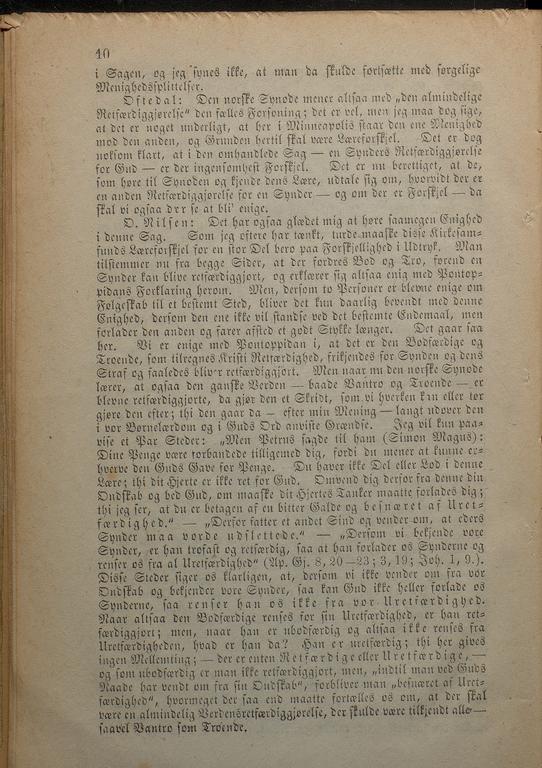 40
i Sagen, og jeg synes ikke, at man da skulde fortsætte med sørgelige
Menighedssplittelser.
Oftedal: Den norske Synode mener altsaa med „den almindelige
Retfærdiggjørelse“ den fælles Forsoning; det er vel, men jeg maa dog sige,
at det er noget underligt, at her i Minneapolis staar den ene Menighed
mod den anden, og Grunden hertil skal være Læreforskjel. Det er dog
noksom klart, at i den omhandlede Sag — en Synders Retfærdiggjørelse
for Gud — er der ingensomhelst Forskjel. Det er nu berettiget, at de,
som høre til Synoden og kjende dens Lære, udtale sig om, hvorvidt der er
en anden Retfærdiggjørelse for en Synder — og om der er Forskjel — da
skal vi ogsaa der se at bli' enige.
O. Nilsen: Det har ogsaa glædet mig at høre saamegen Enighed
i denne Sag. Som jeg oftere har tænkt, turde maaske disse Kirkesam-
funds Læreforskjel for en stor Del bero paa Forskjellighed i Udtryk. Man
tilstemmer nu fra begge Sider, at der fordres Bod og Tro, førend en
Synder kan blive retfærdiggjort, og erklærer sig altsaa enig med Pontop-
pidans Forklaring herom. Men, dersom to Personer er blevne enige om
Følgeskab til et bestemt Sted, bliver det kun daarlig bevendt med denne
Enighed, dersom den ene ikke vil standse ved det bestemte Endemaal, men
forlader den anden og farer afsted et godt Stykke længer. Det gaar saa
her. Vi er enige med Pontoppidan i, at det er den Bodfærdige og
Troende, som tilregnes Kristi Retfærdighed, frikjendes for Synden og dens
Straf og saaledes bliver retfærdiggjort. Men naar nu den norske Synode
lærer, at ogsaa den ganske Verden — baade Vantro og Troende — er
blevne retfærdiggjorte, da gjør den et Skridt, som vi hverken kan eller tør
gjøre den efter; thi den gaar da — efter min Mening — langt udover den
i vor Børnelærdom og i Guds Ord anviste Grændse. Jeg vil kun paa-
vise et Par Steder: „Men Petrus sagde til ham (Simon Magus):
Dine Penge være forbandede tilligemed dig, fordi du mener at kunne er-
hverve den Guds Gave for Penge. Du haver ikke Del eller Lod i denne
Lære; thi dit Hjerte er ikke ret for Gud. Omvend dig derfor fra denne din
Ondskab og bed Gud, om maaske dit Hjertes Tanker maatte forlades dig;
thi jeg ser, at du er betagen af en bitter Galde og besnæret af Uret-
færdighed.“ — „Derfor fatter et andet Sind og vender om, at eders
Synder maa vorde udslettede.“ — „Dersom vi bekjende vore
Synder, er han trofast og retfærdig, saa at han forlader os Synderne og
renser os fra al Uretfærdighed“ (Ap. Gj. 8, 20—23; 3, 19; Joh. 1, 9.).
Disse Steder siger os klarligen, at, dersom vi ikke vender om fra vor
Ondskab og bekjender vore Synder, saa kan Gud ikke heller forlade os
Synderne, saa renser han os ikke fra vor Uretfærdighed.
Naar altsaa den Bodfærdige renses for sin Uretfærdighed, er han ret-
færdiggjort; men, naar han er ubodfærdig og altsaa ikke renses fra
Uretfærdigheden, hvad er han da? Han er uretfærdig; thi her gives
ingen Mellemting; — der er enten Retfærdige eller Uretfærdige, —
og som ubodfærdig er man ikke retfærdiggjort, men, „indtil man ved Guds
Naade har vendt om fra sin Ondskab“, forbliver man „besnæret af Uret-
færdighed“, hvormeget der saa end maatte fortælles os om, at der skal
være en almindelig Verdensretfærdiggjørelse, der skulde være tilkjendt alle —
saavel Vantro som Troende.